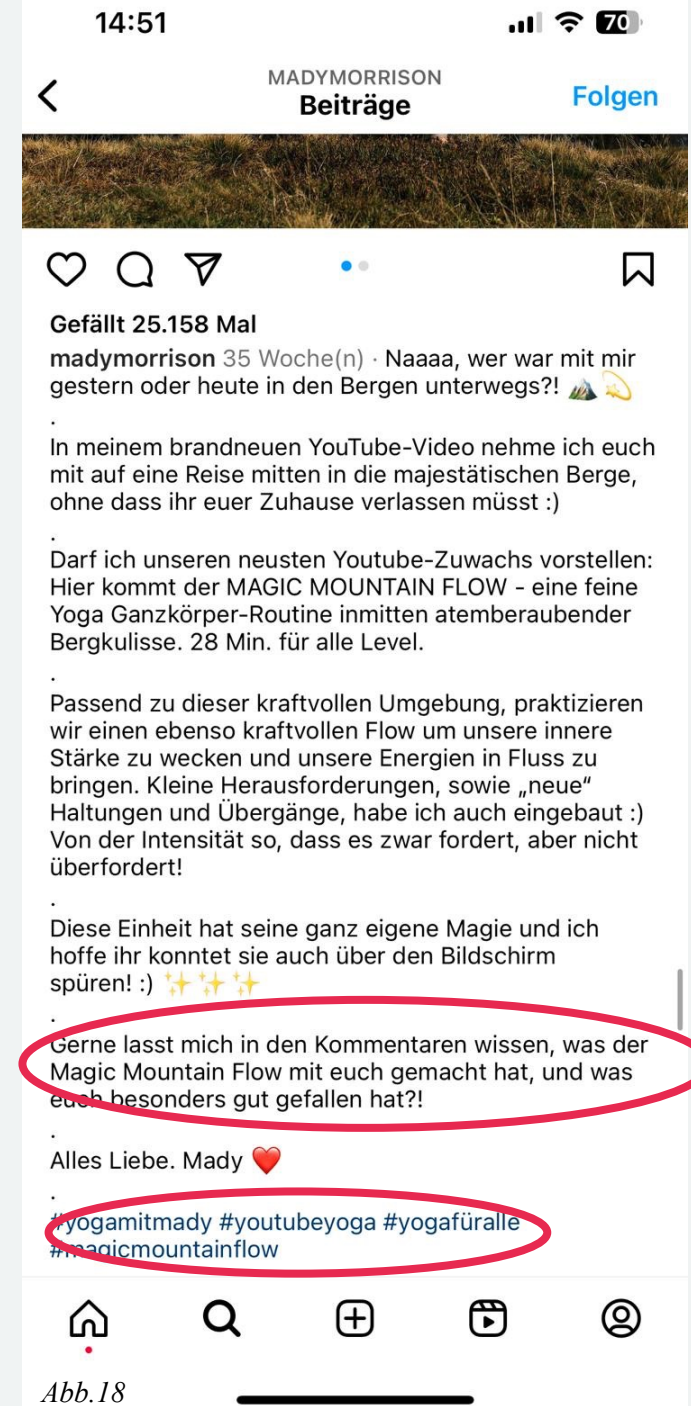 14:51
70
MADYMORRISON
Beiträge
Folgen
Gefällt 25.158 Mal
madymorrison 35 Woche(n) · Naaaa, wer war mit mir
gestern oder heute in den Bergen unterwegs?! ⛰️ 💫
.
In meinem brandneuen YouTube-Video nehme ich euch
mit auf eine Reise mitten in die majestätischen Berge,
ohne dass ihr euer Zuhause verlassen müsst :)
.
Darf ich unseren neusten Youtube-Zuwachs vorstellen:
Hier kommt der MAGIC MOUNTAIN FLOW - eine feine
Yoga Ganzkörper-Routine inmitten atemberaubender
Bergkulisse. 28 Min. für alle Level.
.
Passend zu dieser kraftvollen Umgebung, praktizieren
wir einen ebenso kraftvollen Flow um unsere innere
Stärke zu wecken und unsere Energien in Fluss zu
bringen. Kleine Herausforderungen, sowie „neue“
Haltungen und Übergänge, habe ich auch eingebaut :)
Von der Intensität so, dass es zwar fordert, aber nicht
überfordert!
.
Diese Einheit hat seine ganz eigene Magie und ich
hoffe ihr konntet sie auch über den Bildschirm
spüren! :) ✨✨✨
.
Gerne lasst mich in den Kommentaren wissen, was der
Magic Mountain Flow mit euch gemacht hat, und was
euch besonders gut gefallen hat?!
.
Alles Liebe. Mady ❤️
.
#yogamitmady #youtubeyoga #yogafüralle
#magicmountainflow
Abb.18